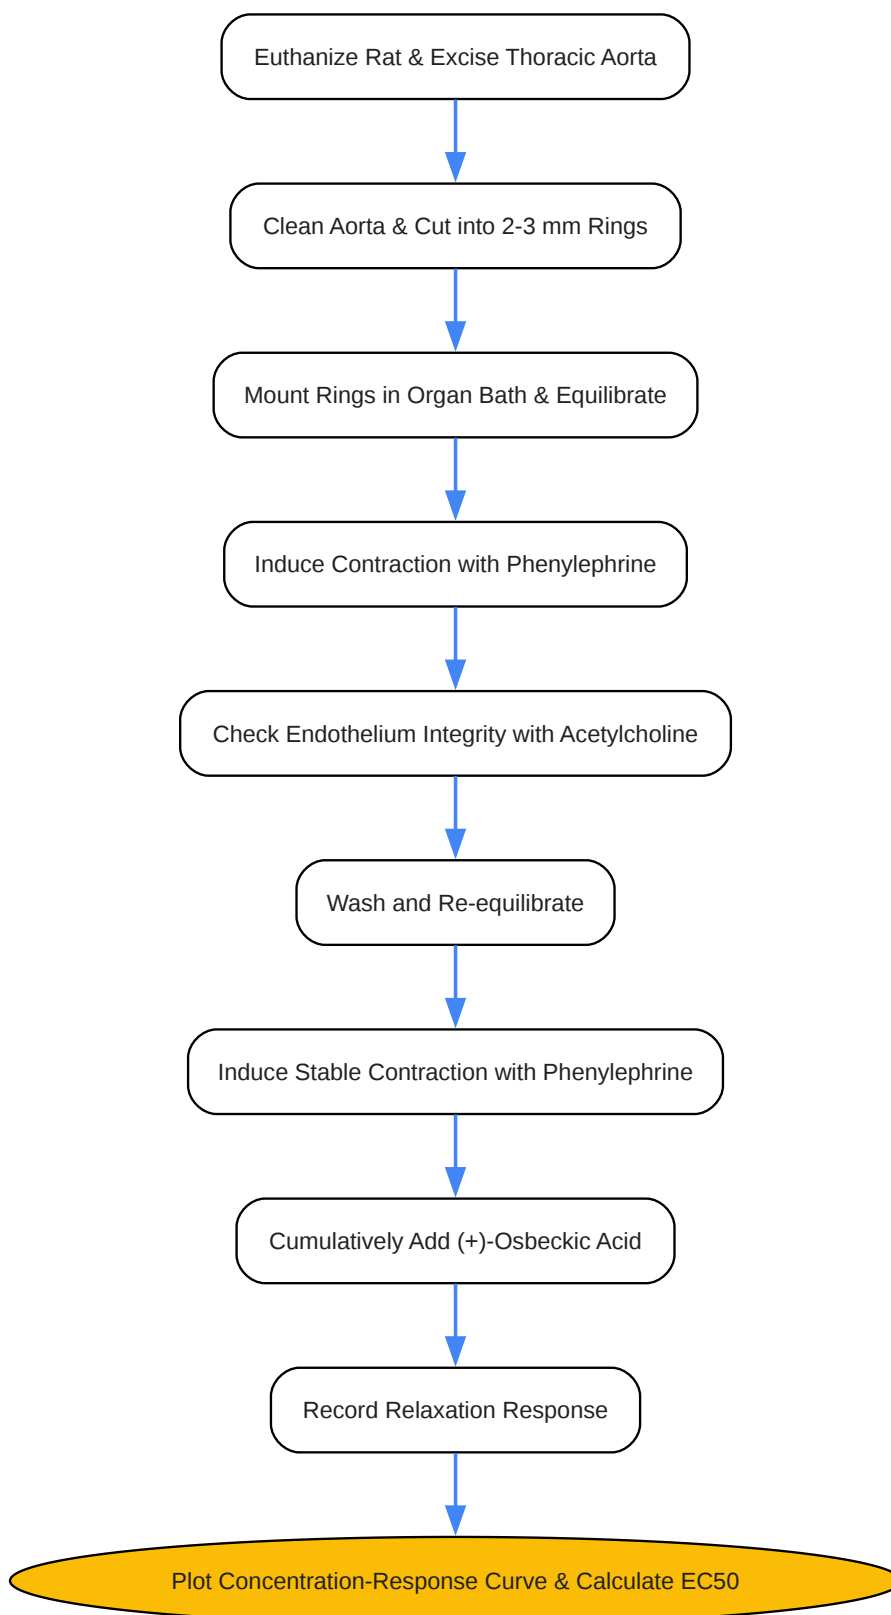 Euthanize Rat & Excise Thoracic Aorta
Clean Aorta & Cut into 2-3 mm Rings
Mount Rings in Organ Bath & Equilibrate
Induce Contraction with Phenylephrine
Check Endothelium Integrity with Acetylcholine
Wash and Re-equilibrate
Induce Stable Contraction with Phenylephrine
Cumulatively Add (+)-Osbeckic Acid
Record Relaxation Response
Plot Concentration-Response Curve & Calculate EC50